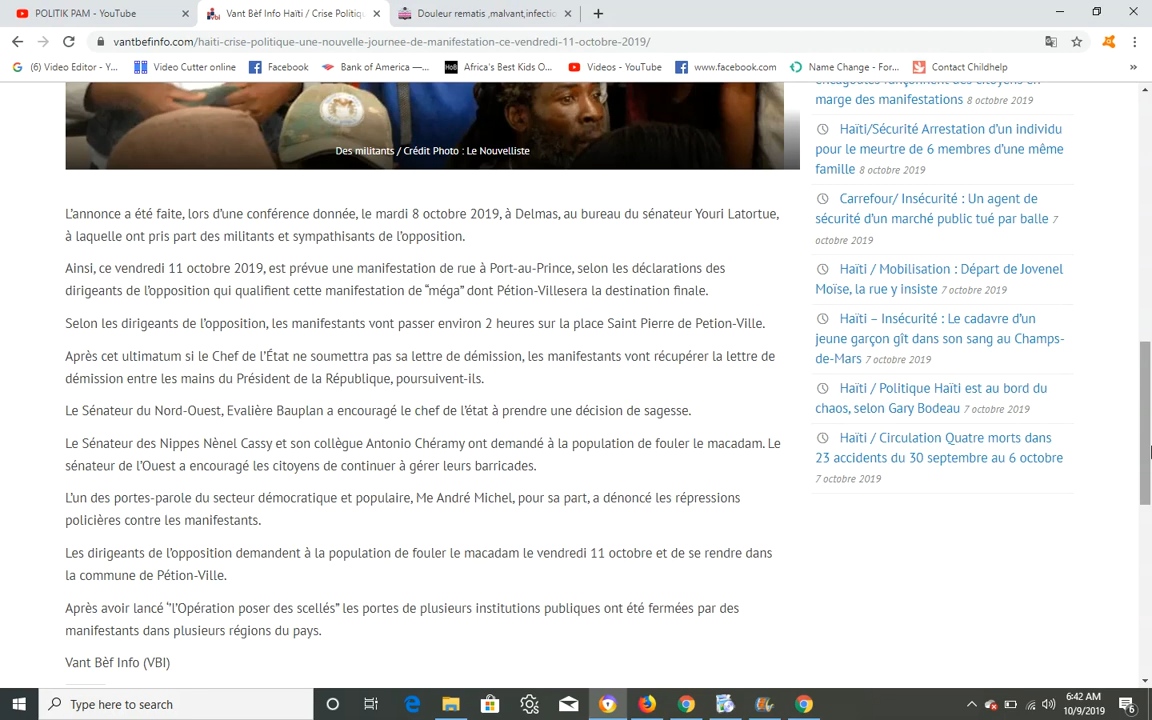 POLITIK PAM - YouTube
Vant Bèf Info Haïti / Crise Politiqu
Douleur rematis ,malvant,infectio
vantbefinfo.com/haiti-crise-politique-une-nouvelle-journee-de-manifestation-ce-vendredi-11-octobre-2019/
(6) Video Editor - Y...
Video Cutter online
Facebook
Bank of America —...
Africa's Best Kids O...
Videos - YouTube
www.facebook.com
Name Change - For...
Contact Childhelp
»
Des militants / Crédit Photo : Le Nouvelliste
L'annonce a été faite, lors d'une conférence donnée, le mardi 8 octobre 2019, à Delmas, au bureau du sénateur Youri Latortue,
à laquelle ont pris part des militants et sympathisants de l'opposition.
Ainsi, ce vendredi 11 octobre 2019, est prévue une manifestation de rue à Port-au-Prince, selon les déclarations des
dirigeants de l'opposition qui qualifient cette manifestation de “méga” dont Pétion-Villesera la destination finale.
Selon les dirigeants de l'opposition, les manifestants vont passer environ 2 heures sur la place Saint Pierre de Petion-Ville.
Après cet ultimatum si le Chef de l'État ne soumettra pas sa lettre de démission, les manifestants vont récupérer la lettre de
démission entre les mains du Président de la République, poursuivent-ils.
Le Sénateur du Nord-Ouest, Evalière Bauplan a encouragé le chef de l'état à prendre une décision de sagesse.
Le Sénateur des Nippes Nènel Cassy et son collègue Antonio Chéramy ont demandé à la population de fouler le macadam. Le
sénateur de l'Ouest a encouragé les citoyens de continuer à gérer leurs barricades.
L'un des portes-parole du secteur démocratique et populaire, Me André Michel, pour sa part, a dénoncé les répressions
policières contre les manifestants.
Les dirigeants de l'opposition demandent à la population de fouler le macadam le vendredi 11 octobre et de se rendre dans
la commune de Pétion-Ville.
Après avoir lancé “l'Opération poser des scellés” les portes de plusieurs institutions publiques ont été fermées par des
manifestants dans plusieurs régions du pays.
Vant Bèf Info (VBI)
marge des manifestations 8 octobre 2019
Haïti/Sécurité Arrestation d'un individu
pour le meurtre de 6 membres d'une même
famille 8 octobre 2019
Carrefour/ Insécurité : Un agent de
sécurité d'un marché public tué par balle 7
octobre 2019
Haïti / Mobilisation : Départ de Jovenel
Moïse, la rue y insiste 7 octobre 2019
Haïti – Insécurité : Le cadavre d'un
jeune garçon gît dans son sang au Champs-
de-Mars 7 octobre 2019
Haïti / Politique Haïti est au bord du
chaos, selon Gary Bodeau 7 octobre 2019
Haïti / Circulation Quatre morts dans
23 accidents du 30 septembre au 6 octobre
7 octobre 2019
Type here to search
6:42 AM
10/9/2019
6